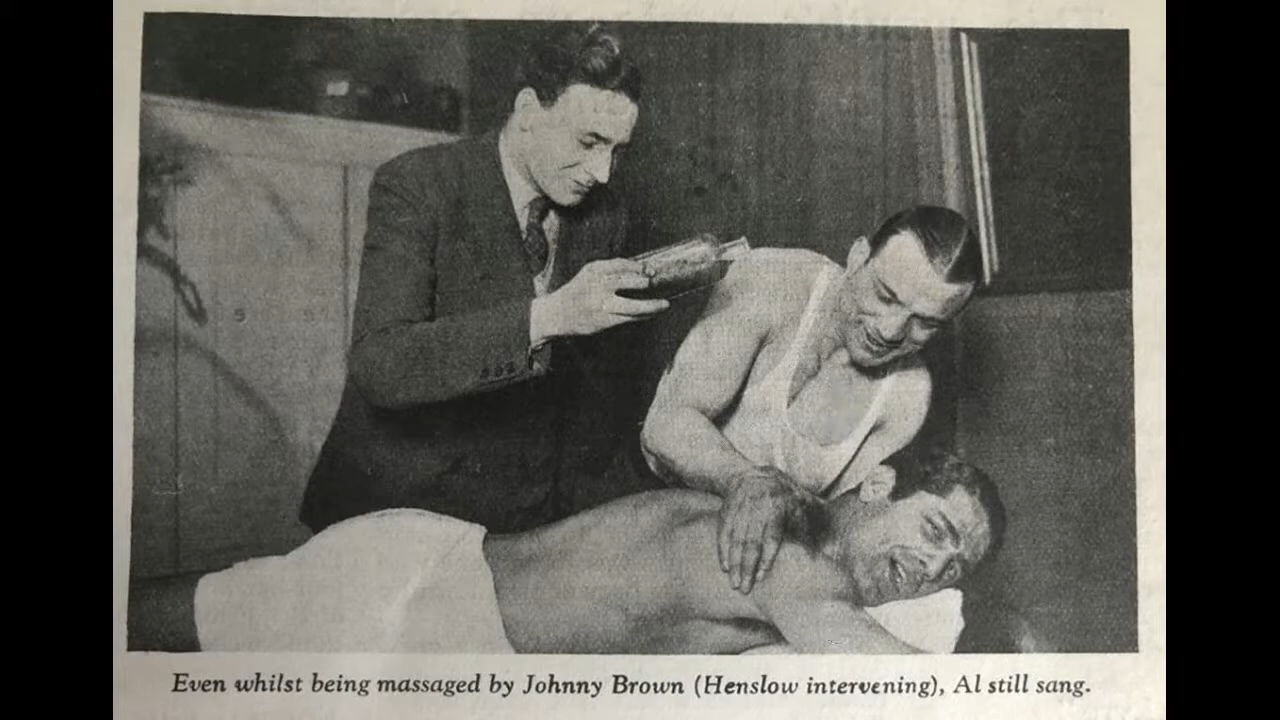 Even whilst being massaged by Johnny Brown (Henslow intervening), Al still sang.